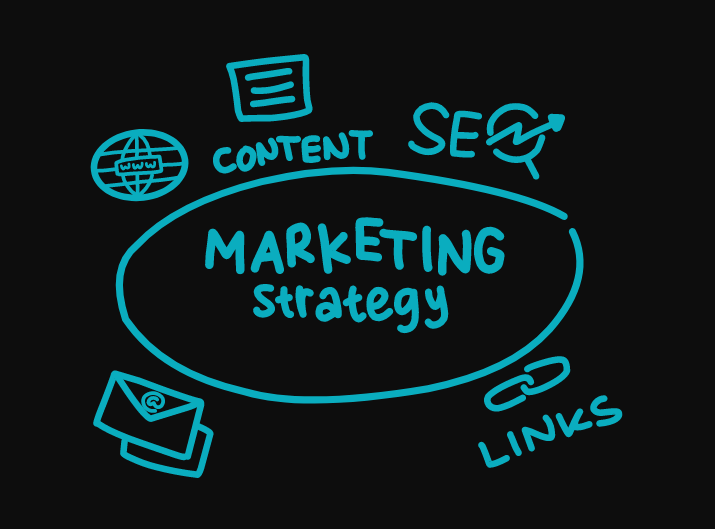 CONTENT
SEO
www
MARKETING
strategy
@
LINKS